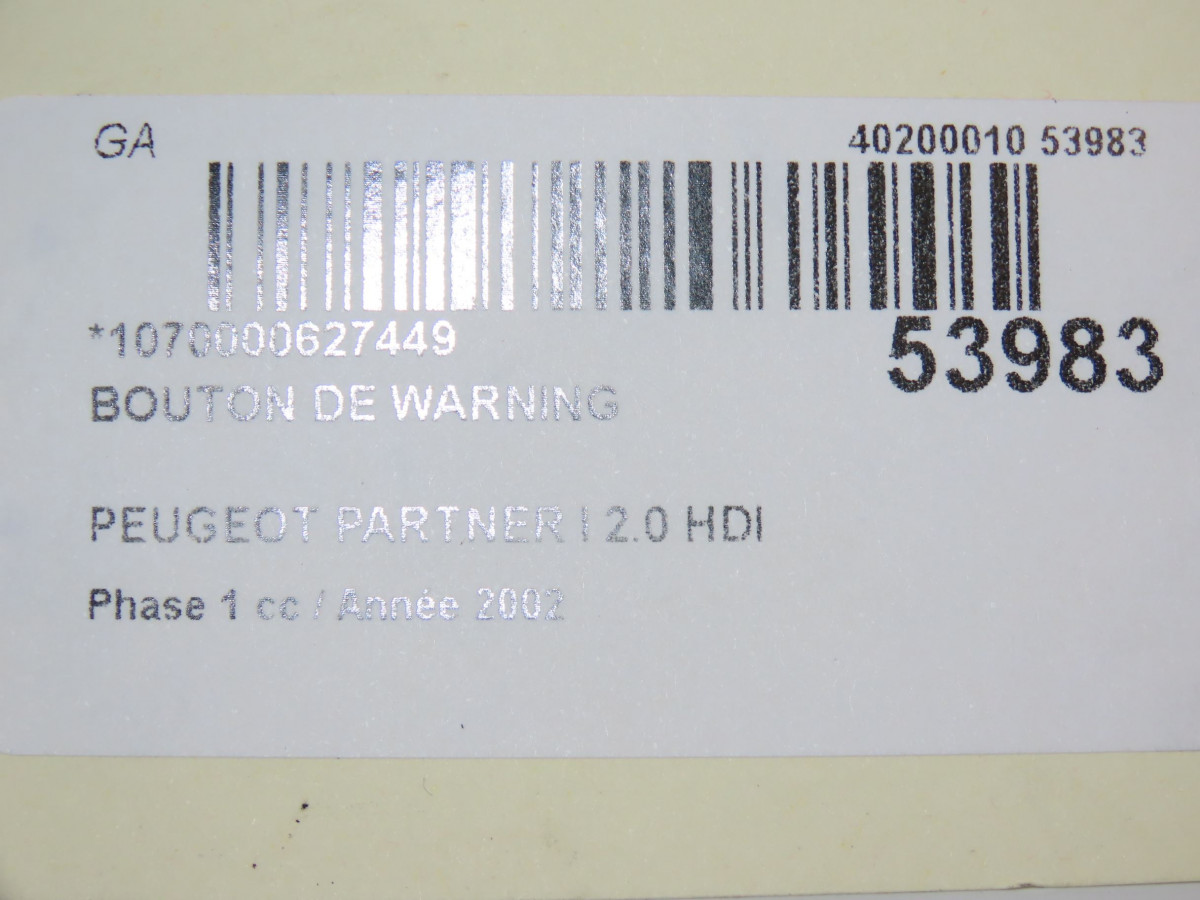 GA 40200010 53983
*1070000627449 53983
BOUTON DE WARNING
PEUGEOT PARTNER I 2.0 HDI
Phase 1 cc / Année 2002